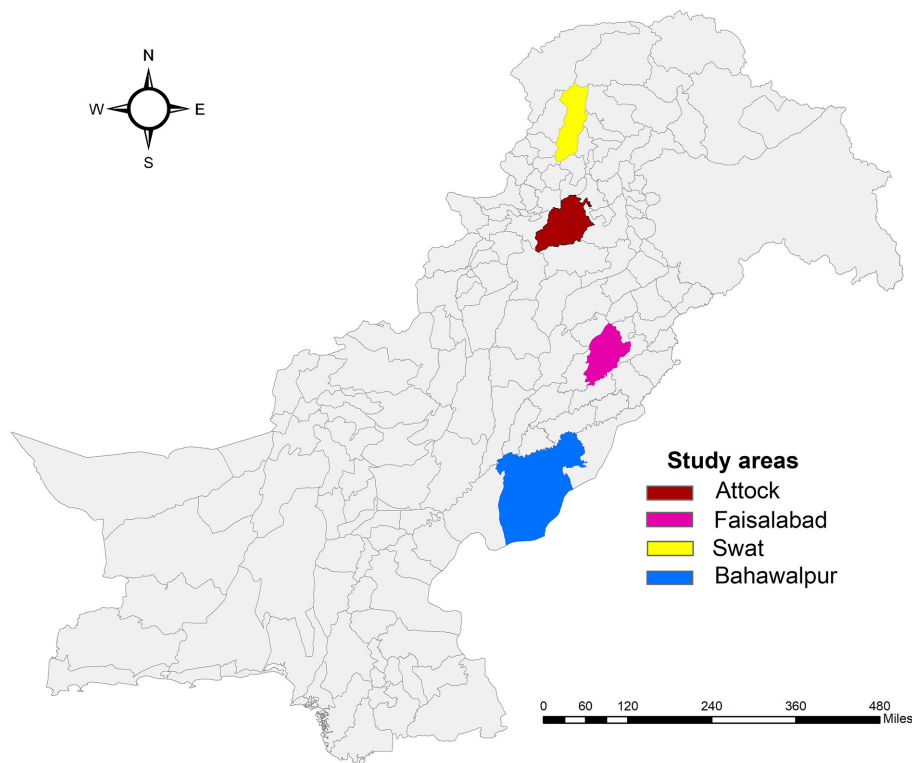 N
W E
S
Study areas
Attock
Faisalabad
Swat
Bahawalpur
0 60 120 240 360 480
Miles